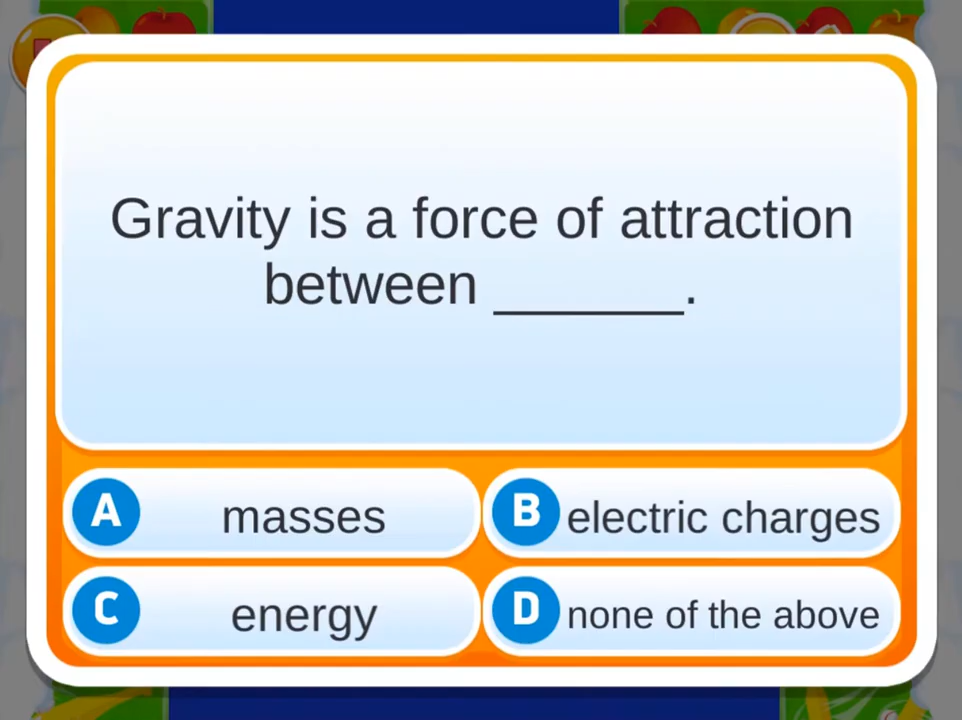 Gravity is a force of attraction
between ______.
A masses
B electric charges
C energy
D none of the above